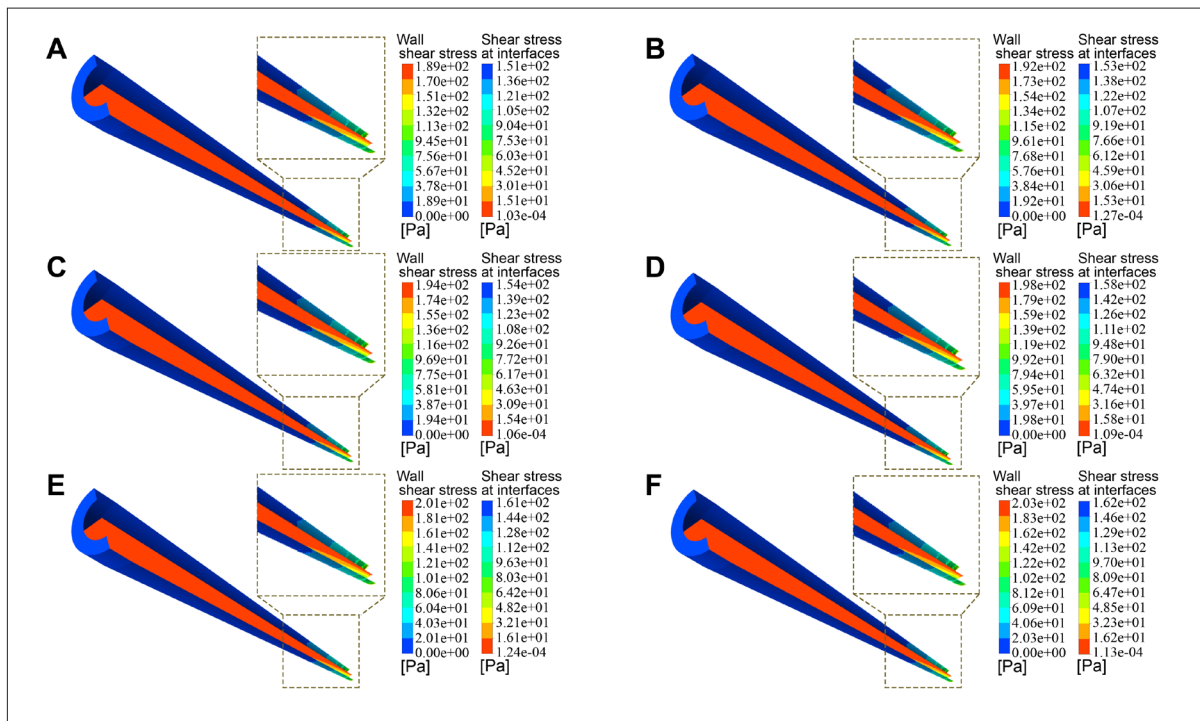 A
Wall
shear stress
1.89e+02
1.70e+02
1.51e+02
1.32e+02
1.13e+02
9.45e+01
7.56e+01
5.67e+01
3.78e+01
1.89e+01
0.00e+00
[Pa]
Shear stress
at interfaces
1.51e+02
1.36e+02
1.21e+02
1.05e+02
9.04e+01
7.53e+01
6.03e+01
4.52e+01
3.01e+01
1.51e+01
1.03e-04
[Pa]
B
Wall
shear stress
1.92e+02
1.73e+02
1.54e+02
1.34e+02
1.15e+02
9.61e+01
7.68e+01
5.76e+01
3.84e+01
1.92e+01
0.00e+00
[Pa]
Shear stress
at interfaces
1.53e+02
1.38e+02
1.22e+02
1.07e+02
9.19e+01
7.66e+01
6.12e+01
4.59e+01
3.06e+01
1.53e+01
1.27e-04
[Pa]
C
Wall
shear stress
1.94e+02
1.74e+02
1.55e+02
1.36e+02
1.16e+02
9.69e+01
7.75e+01
5.81e+01
3.87e+01
1.94e+01
0.00e+00
[Pa]
Shear stress
at interfaces
1.54e+02
1.39e+02
1.23e+02
1.08e+02
9.26e+01
7.72e+01
6.17e+01
4.63e+01
3.09e+01
1.54e+01
1.06e-04
[Pa]
D
Wall
shear stress
1.98e+02
1.79e+02
1.59e+02
1.39e+02
1.19e+02
9.92e+01
7.94e+01
5.95e+01
3.97e+01
1.98e+01
0.00e+00
[Pa]
Shear stress
at interfaces
1.58e+02
1.42e+02
1.26e+02
1.11e+02
9.48e+01
7.90e+01
6.32e+01
4.74e+01
3.16e+01
1.58e+01
1.09e-04
[Pa]
E
Wall
shear stress
2.01e+02
1.81e+02
1.61e+02
1.41e+02
1.21e+02
1.01e+02
8.06e+01
6.04e+01
4.03e+01
2.01e+01
0.00e+00
[Pa]
Shear stress
at interfaces
1.61e+02
1.44e+02
1.28e+02
1.12e+02
9.63e+01
8.03e+01
6.42e+01
4.82e+01
3.21e+01
1.61e+01
1.24e-04
[Pa]
F
Wall
shear stress
2.03e+02
1.83e+02
1.62e+02
1.42e+02
1.22e+02
1.02e+02
8.12e+01
6.09e+01
4.06e+01
2.03e+01
0.00e+00
[Pa]
Shear stress
at interfaces
1.62e+02
1.46e+02
1.29e+02
1.13e+02
9.70e+01
8.09e+01
6.47e+01
4.85e+01
3.23e+01
1.62e+01
1.13e-04
[Pa]